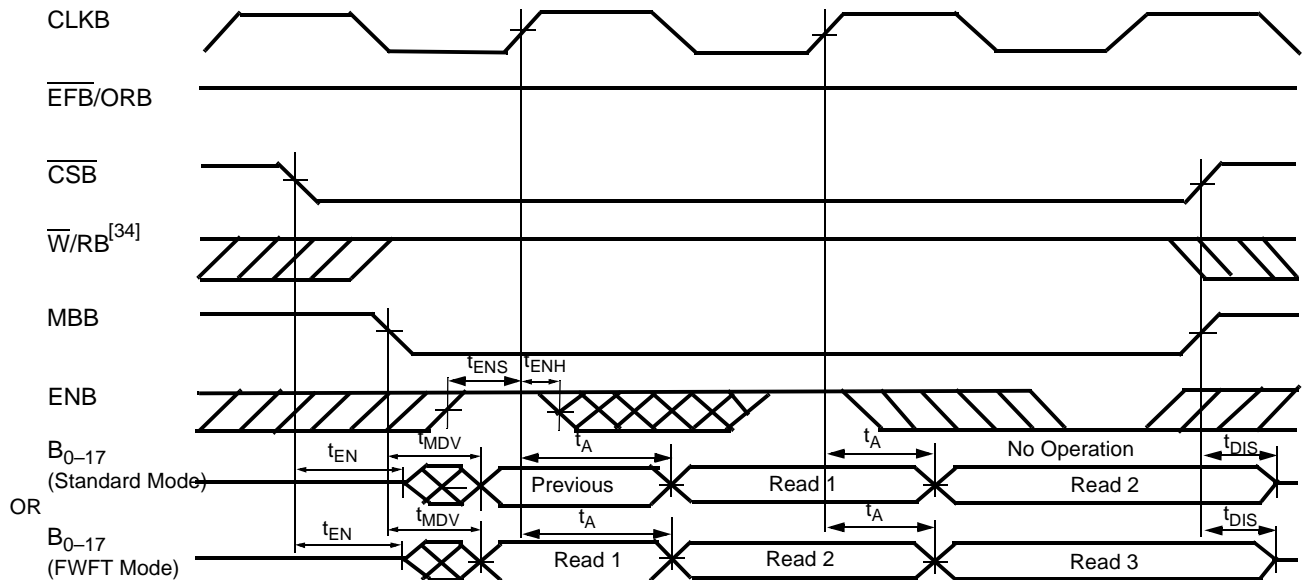 CLKB
EFB/ORB
CSB
W/RB[34]
MBB
tENS tENH
ENB
tMDV
B0–17
(Standard Mode)
tEN tA tA No Operation tDIS
Previous Read 1 Read 2
OR
tMDV
B0–17
(FWFT Mode)
tEN tA tA tDIS
Read 1 Read 2 Read 3